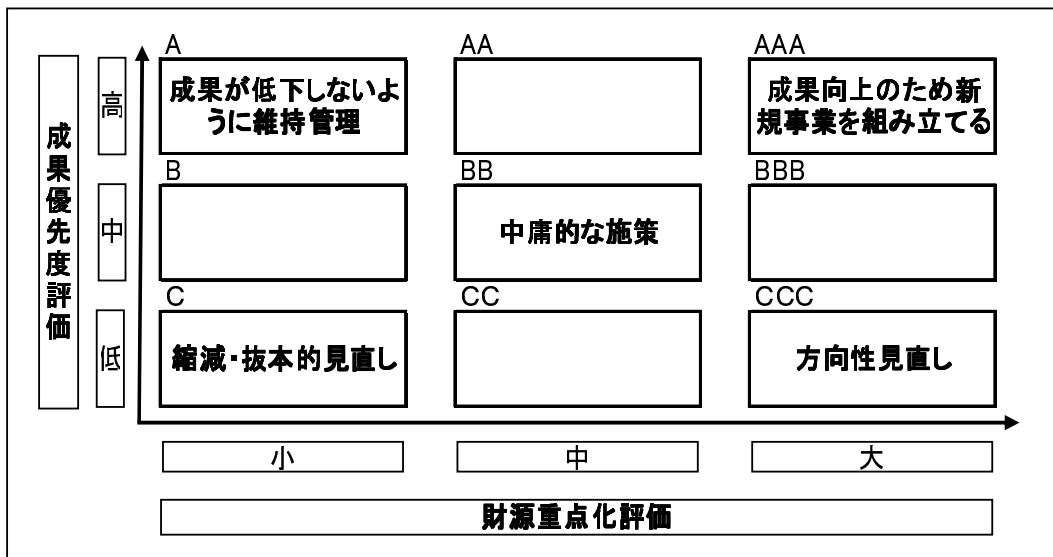 成果優先度評価
高
A
成果が低下しないよ
うに維持管理
AA
AAA
成果向上のため新
規事業を組み立てる
中
B
BB
中庸的な施策
BBB
低
C
縮減・抜本的見直し
CC
CCC
方向性見直し
小
中
大
財源重点化評価